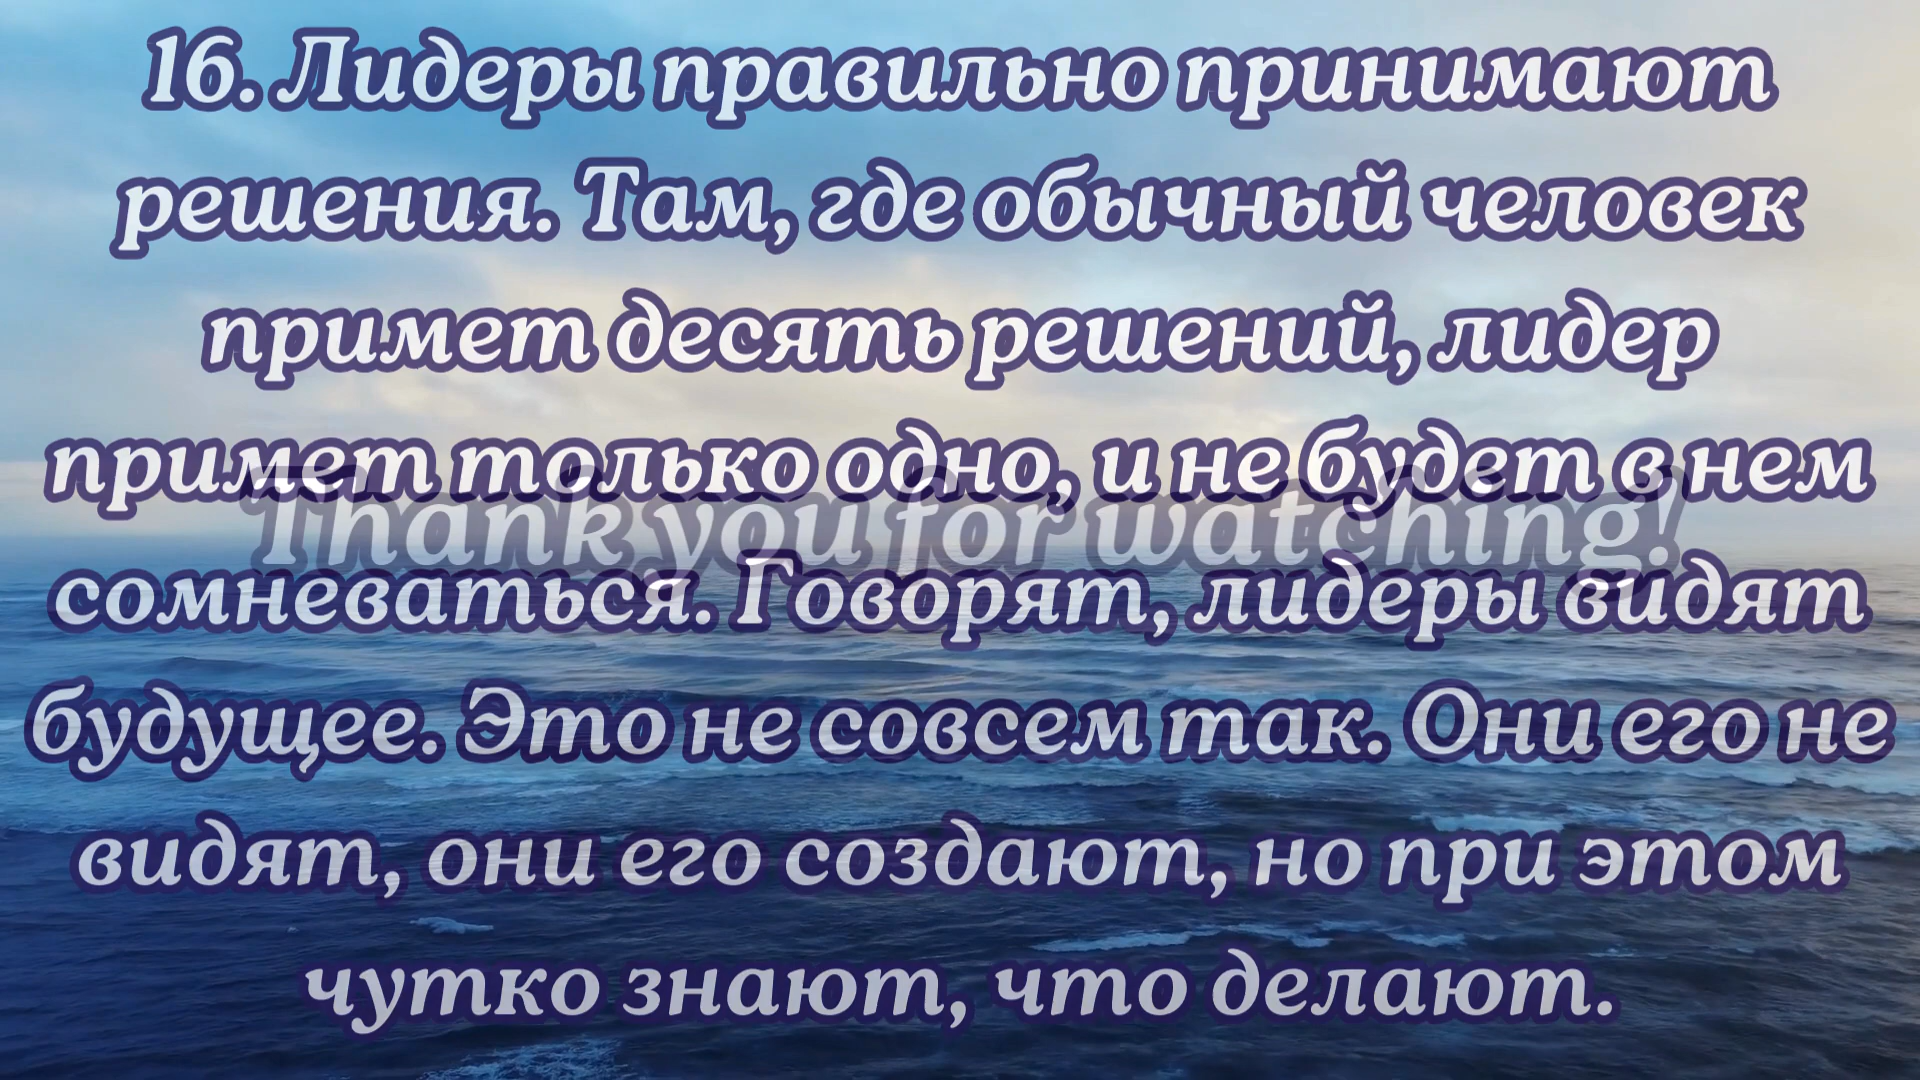 16. Лидеры правильно принимают
решения. Там, где обычный человек
примет десять решений, лидер
примет только одно, и не будет в нем
Thank you for watching!
сомневаться. Говорят, лидеры видят
будущее. Это не совсем так. Они его не
видят, они его создают, но при этом
чутко знают, что делают.